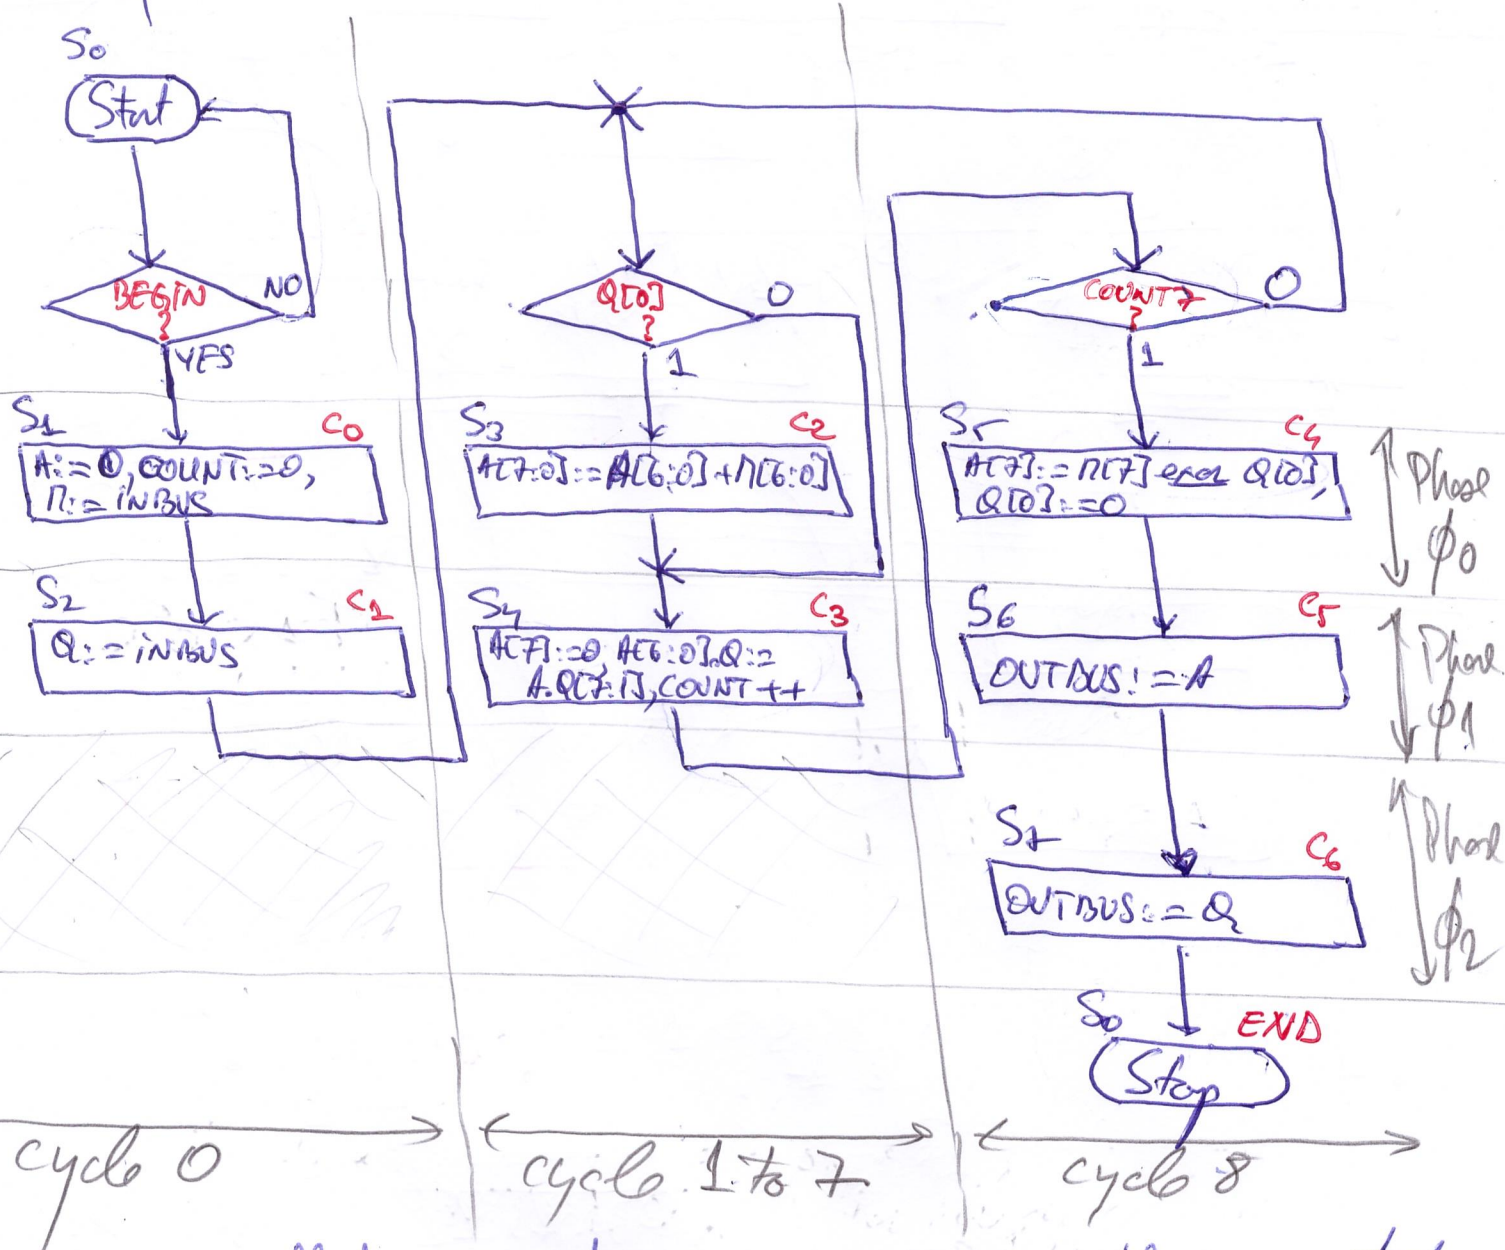 S0
Start
BEGIN
?
NO
YES
S1
C0
A:=0, COUNT:=0,
M:=INBUS
S2
C1
Q:=INBUS
Q[0]
?
0
1
S3
C2
A[7:0]:=A[6:0]+M[6:0]
S4
C3
A[7]:=0, A[6:0].Q:=
A.Q[7:1], COUNT++
COUNT7
?
0
1
S5
C4
A[7]:=M[7] exor Q[0],
Q[0]:=0
S6
C5
OUTBUS:=A
S7
C6
OUTBUS:=Q
S0
END
Stop
Phase
ϕ0
Phase
ϕ1
Phase
ϕ2
cycle 0
cycle 1 to 7
cycle 8